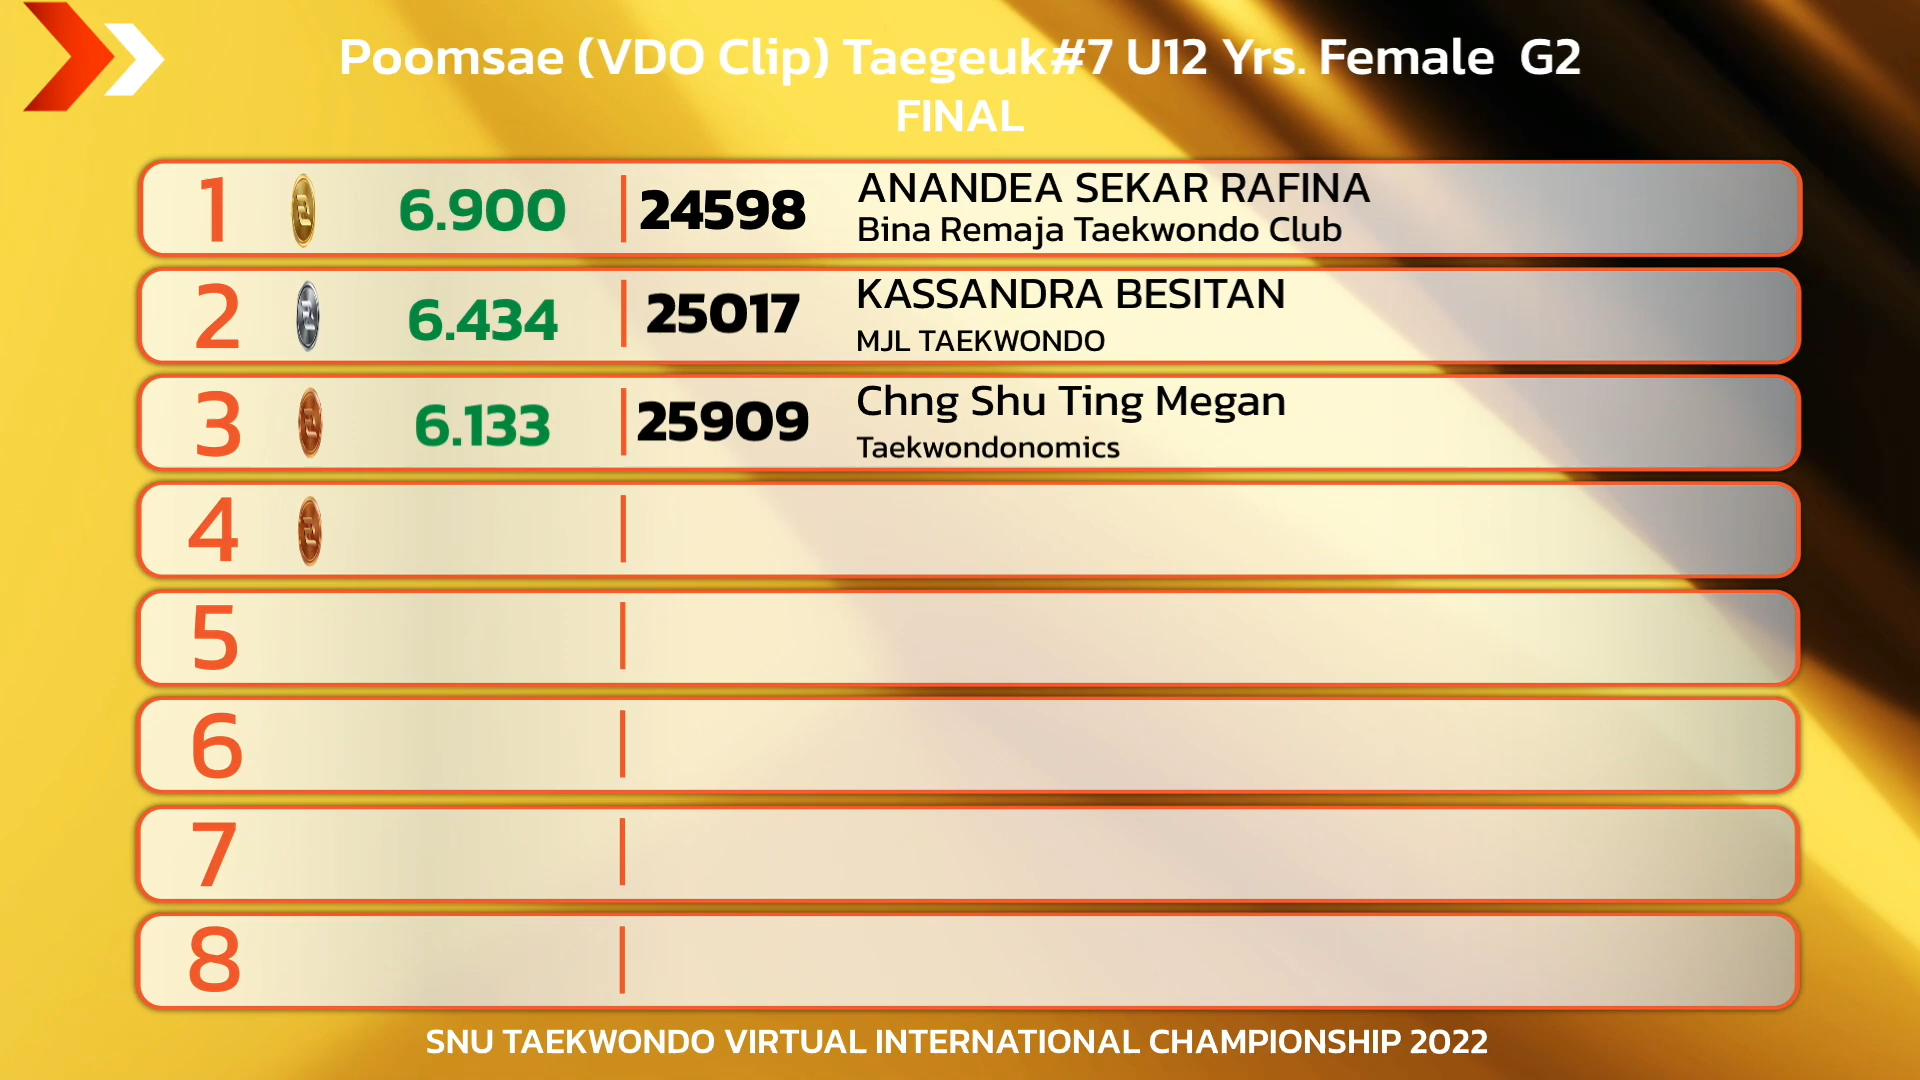 Poomsae (VDO Clip) Taegeuk#7 U12 Yrs. Female G2
FINAL
1 6.900 24598 ANANDEA SEKAR RAFINA
Bina Remaja Taekwondo Club
2 6.434 25017 KASSANDRA BESITAN
MJL TAEKWONDO
3 6.133 25909 Chng Shu Ting Megan
Taekwondonomics
4
5
6
7
8
SNU TAEKWONDO VIRTUAL INTERNATIONAL CHAMPIONSHIP 2022